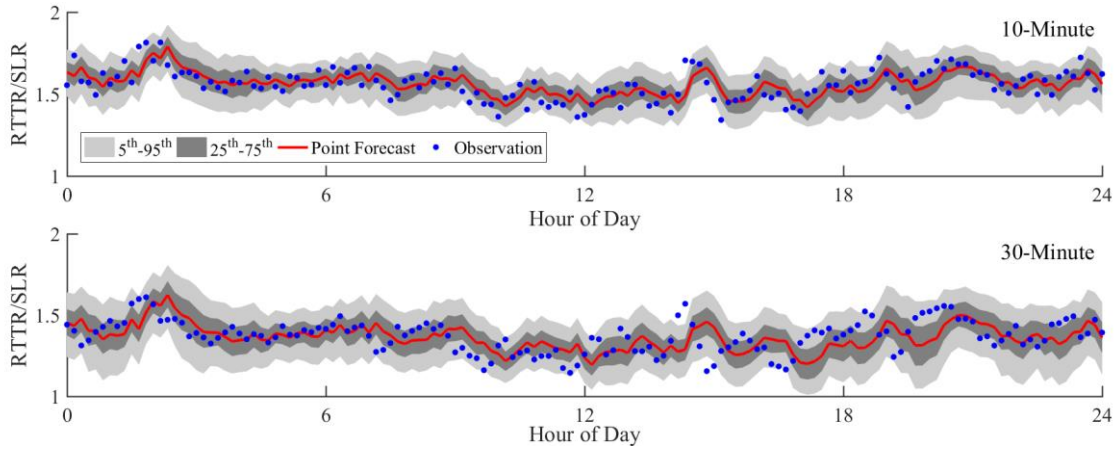 2
10-Minute
RTTR/SLR
1.5
5th-95th 25th-75th Point Forecast Observation
1
0 6 12 18 24
Hour of Day
2
30-Minute
RTTR/SLR
1.5
1
0 6 12 18 24
Hour of Day